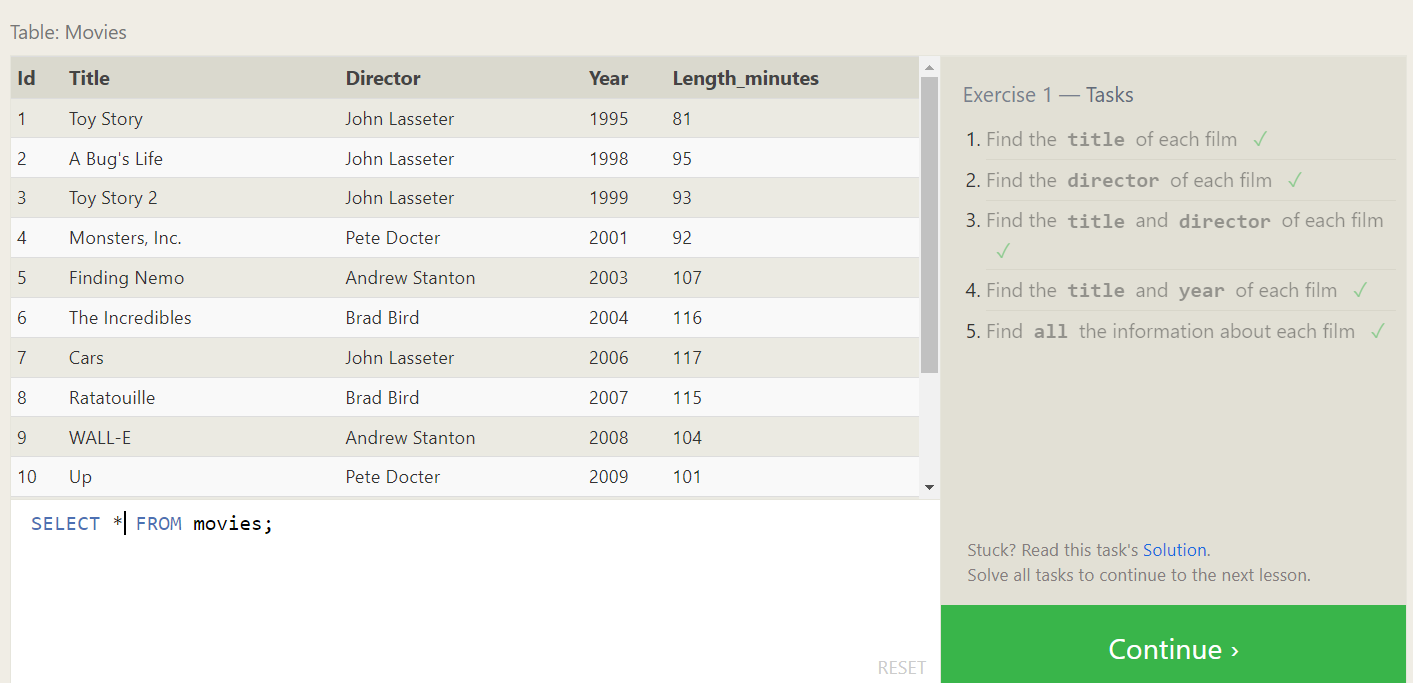 Table: Movies
Id Title Director Year Length_minutes
1 Toy Story John Lasseter 1995 81
2 A Bug's Life John Lasseter 1998 95
3 Toy Story 2 John Lasseter 1999 93
4 Monsters, Inc. Pete Docter 2001 92
5 Finding Nemo Andrew Stanton 2003 107
6 The Incredibles Brad Bird 2004 116
7 Cars John Lasseter 2006 117
8 Ratatouille Brad Bird 2007 115
9 WALL-E Andrew Stanton 2008 104
10 Up Pete Docter 2009 101
SELECT * FROM movies;
RESET
Exercise 1 — Tasks
1. Find the title of each film ✓
2. Find the director of each film ✓
3. Find the title and director of each film
✓
4. Find the title and year of each film ✓
5. Find all the information about each film ✓
Stuck? Read this task's Solution.
Solve all tasks to continue to the next lesson.
Continue ›